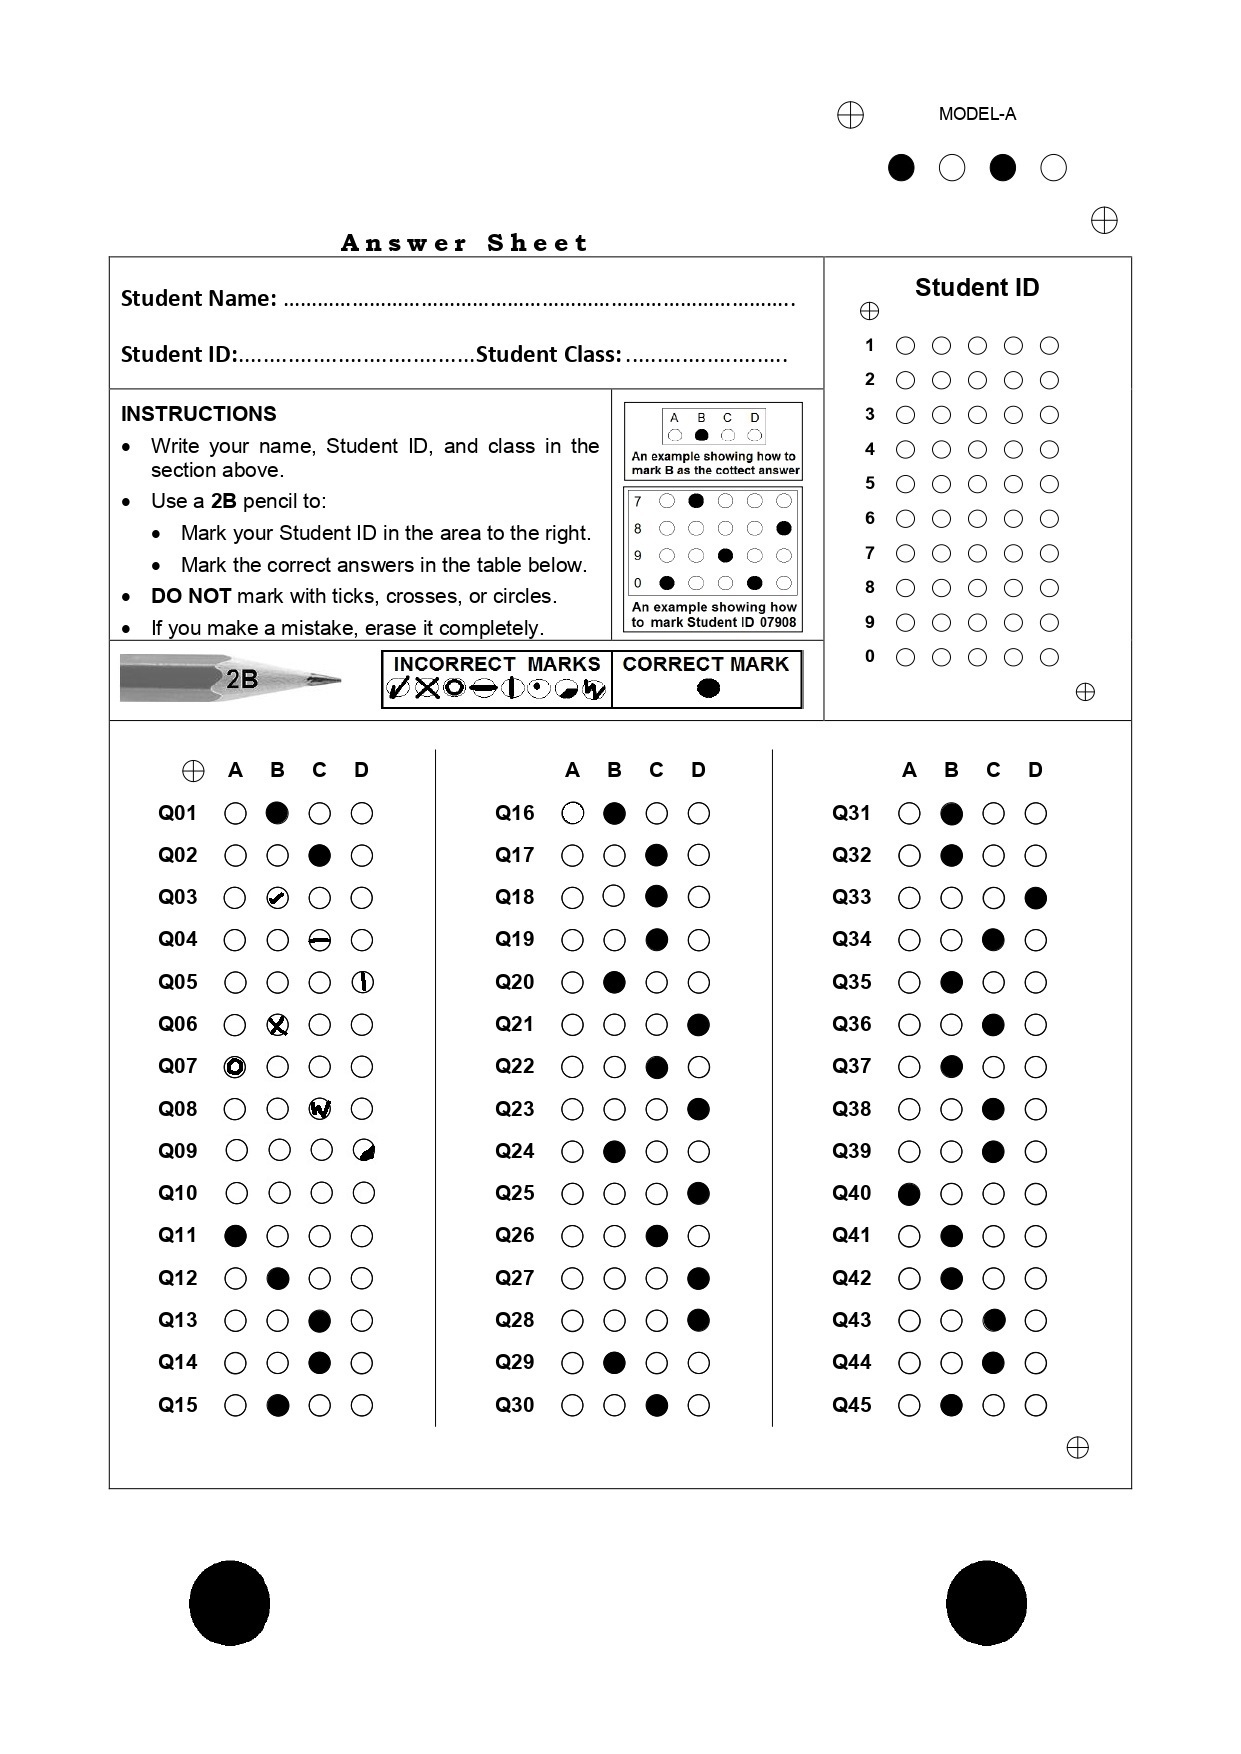 MODEL-A
Answer Sheet
Student Name: ..........................................................................................
Student ID:......................................Student Class: ..........................
Student ID
1
2
3
4
5
6
7
8
9
0
INSTRUCTIONS
• Write your name, Student ID, and class in the
section above.
• Use a 2B pencil to:
• Mark your Student ID in the area to the right.
• Mark the correct answers in the table below.
• DO NOT mark with ticks, crosses, or circles.
• If you make a mistake, erase it completely.
A B C D
An example showing how to
mark B as the cottect answer
7
8
9
0
An example showing how
to mark Student ID 07908
2B
INCORRECT MARKS
CORRECT MARK
A B C D
Q01
Q02
Q03
Q04
Q05
Q06
Q07
Q08
Q09
Q10
Q11
Q12
Q13
Q14
Q15
A B C D
Q16
Q17
Q18
Q19
Q20
Q21
Q22
Q23
Q24
Q25
Q26
Q27
Q28
Q29
Q30
A B C D
Q31
Q32
Q33
Q34
Q35
Q36
Q37
Q38
Q39
Q40
Q41
Q42
Q43
Q44
Q45